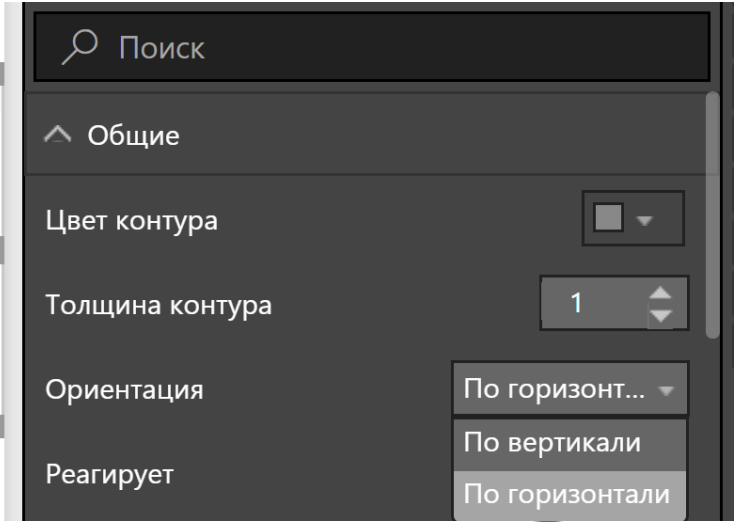 Поиск
Общие
Цвет контура
Толщина контура 1
Ориентация По горизонт...
По вертикали
Реагирует
По горизонтали